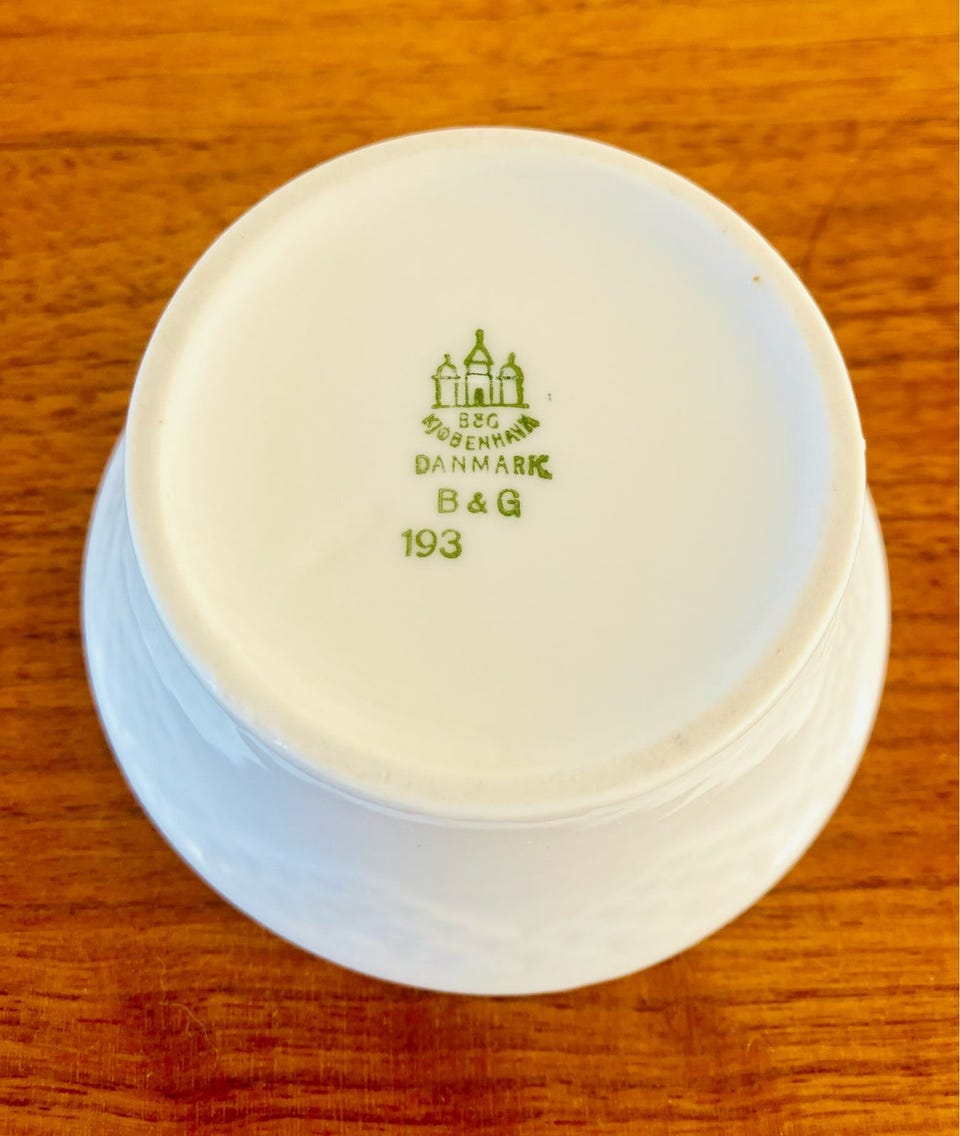 B&G
KJØBENHAVN
DANMARK
B & G
193